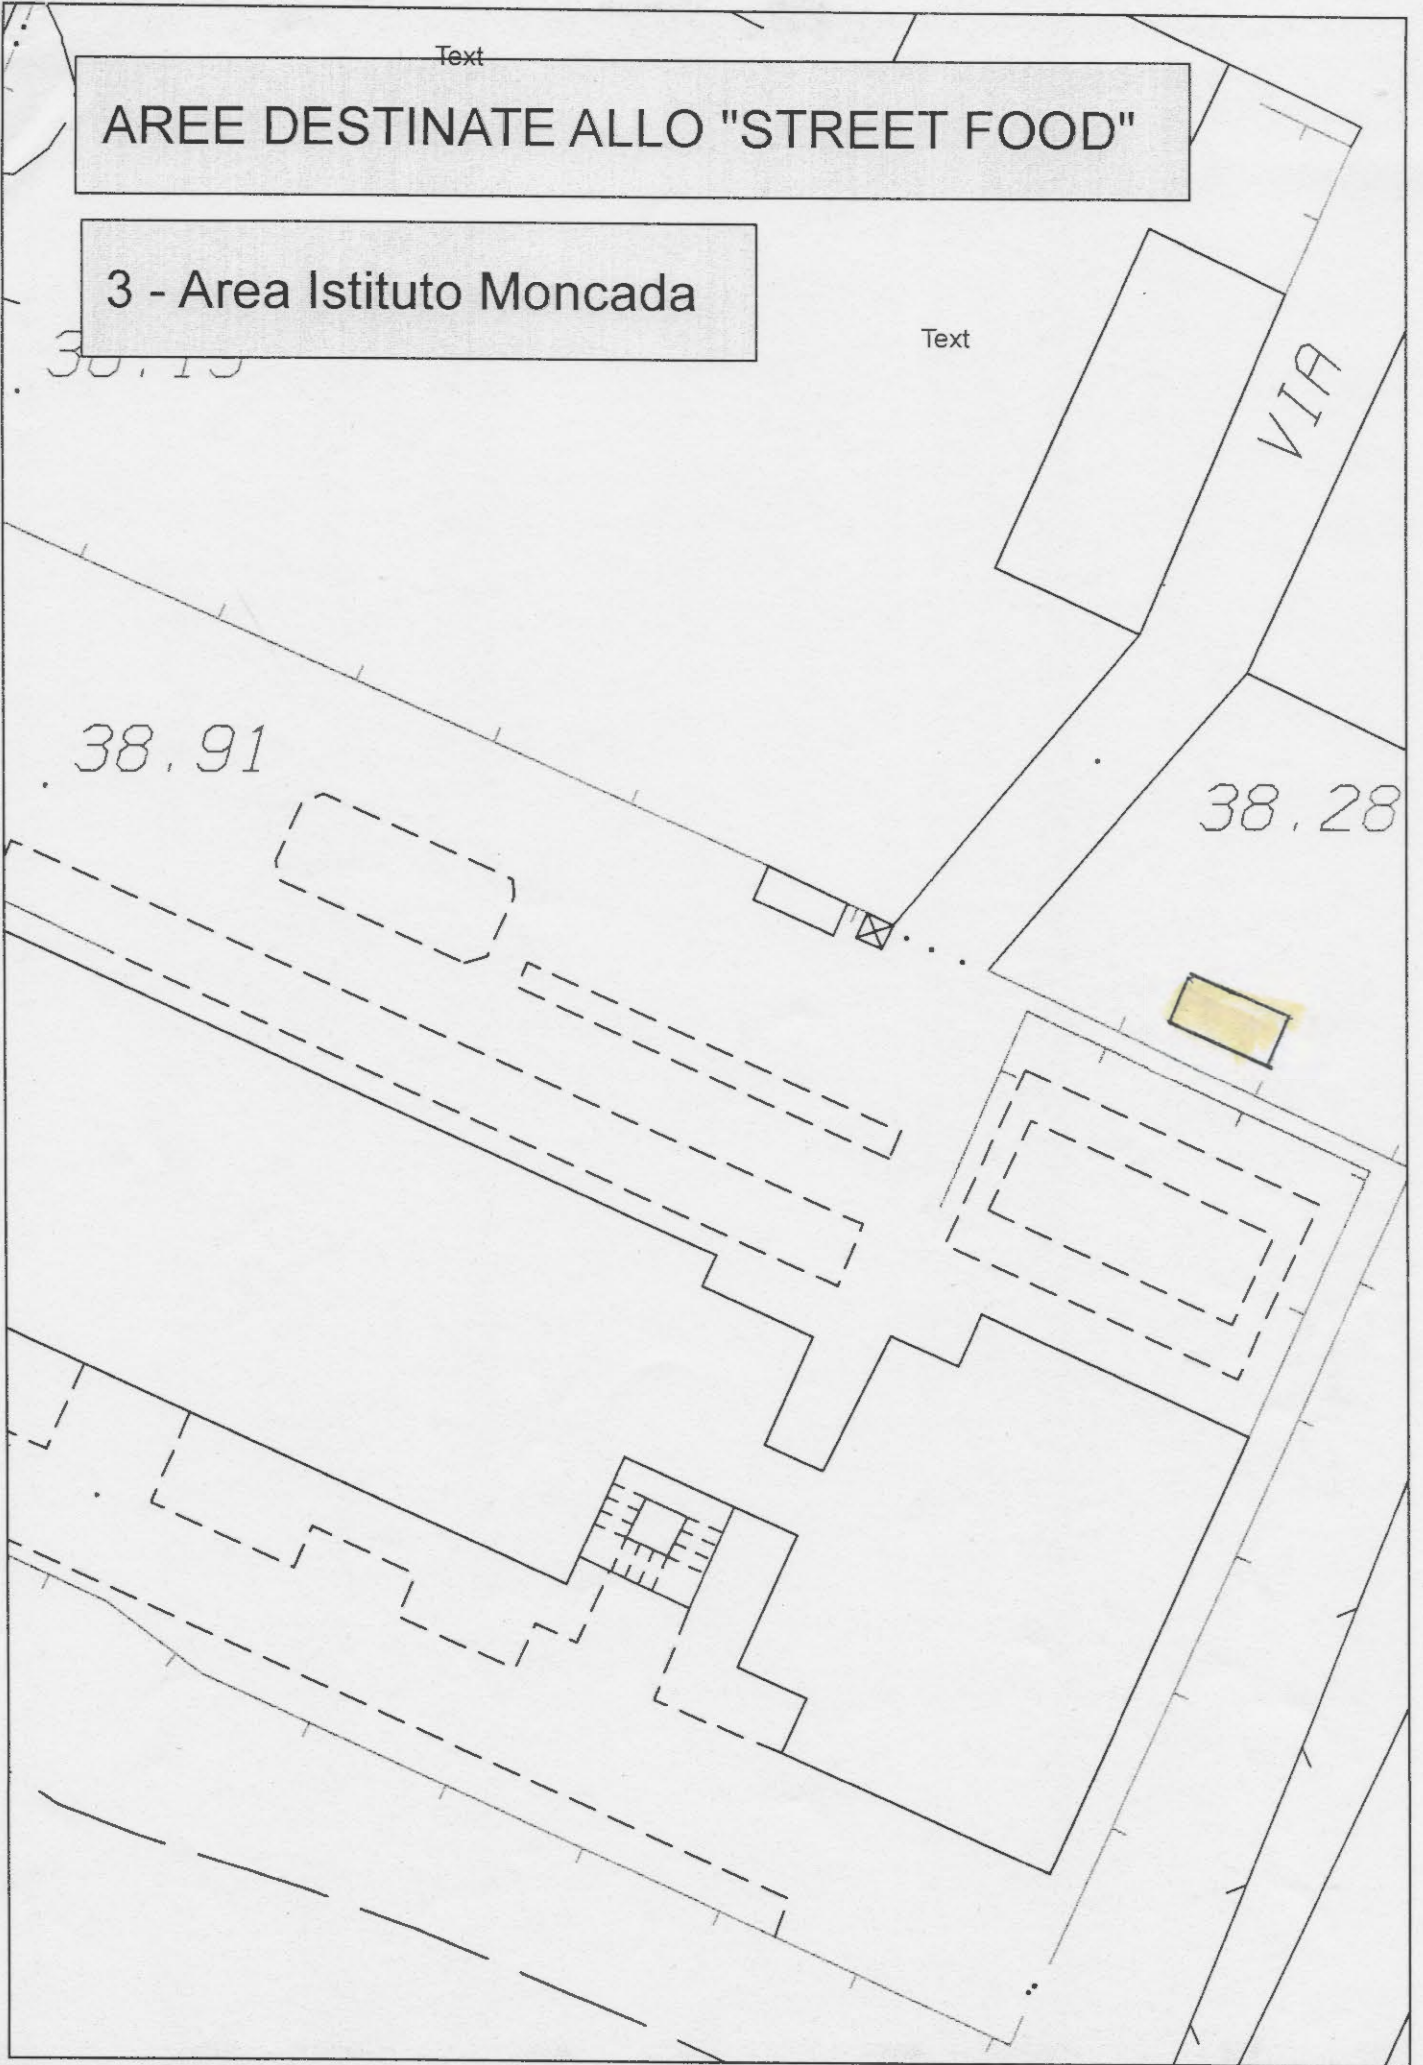 Text
AREE DESTINATE ALLO "STREET FOOD"
3 - Area Istituto Moncada
Text
VIA
38.91
38.28